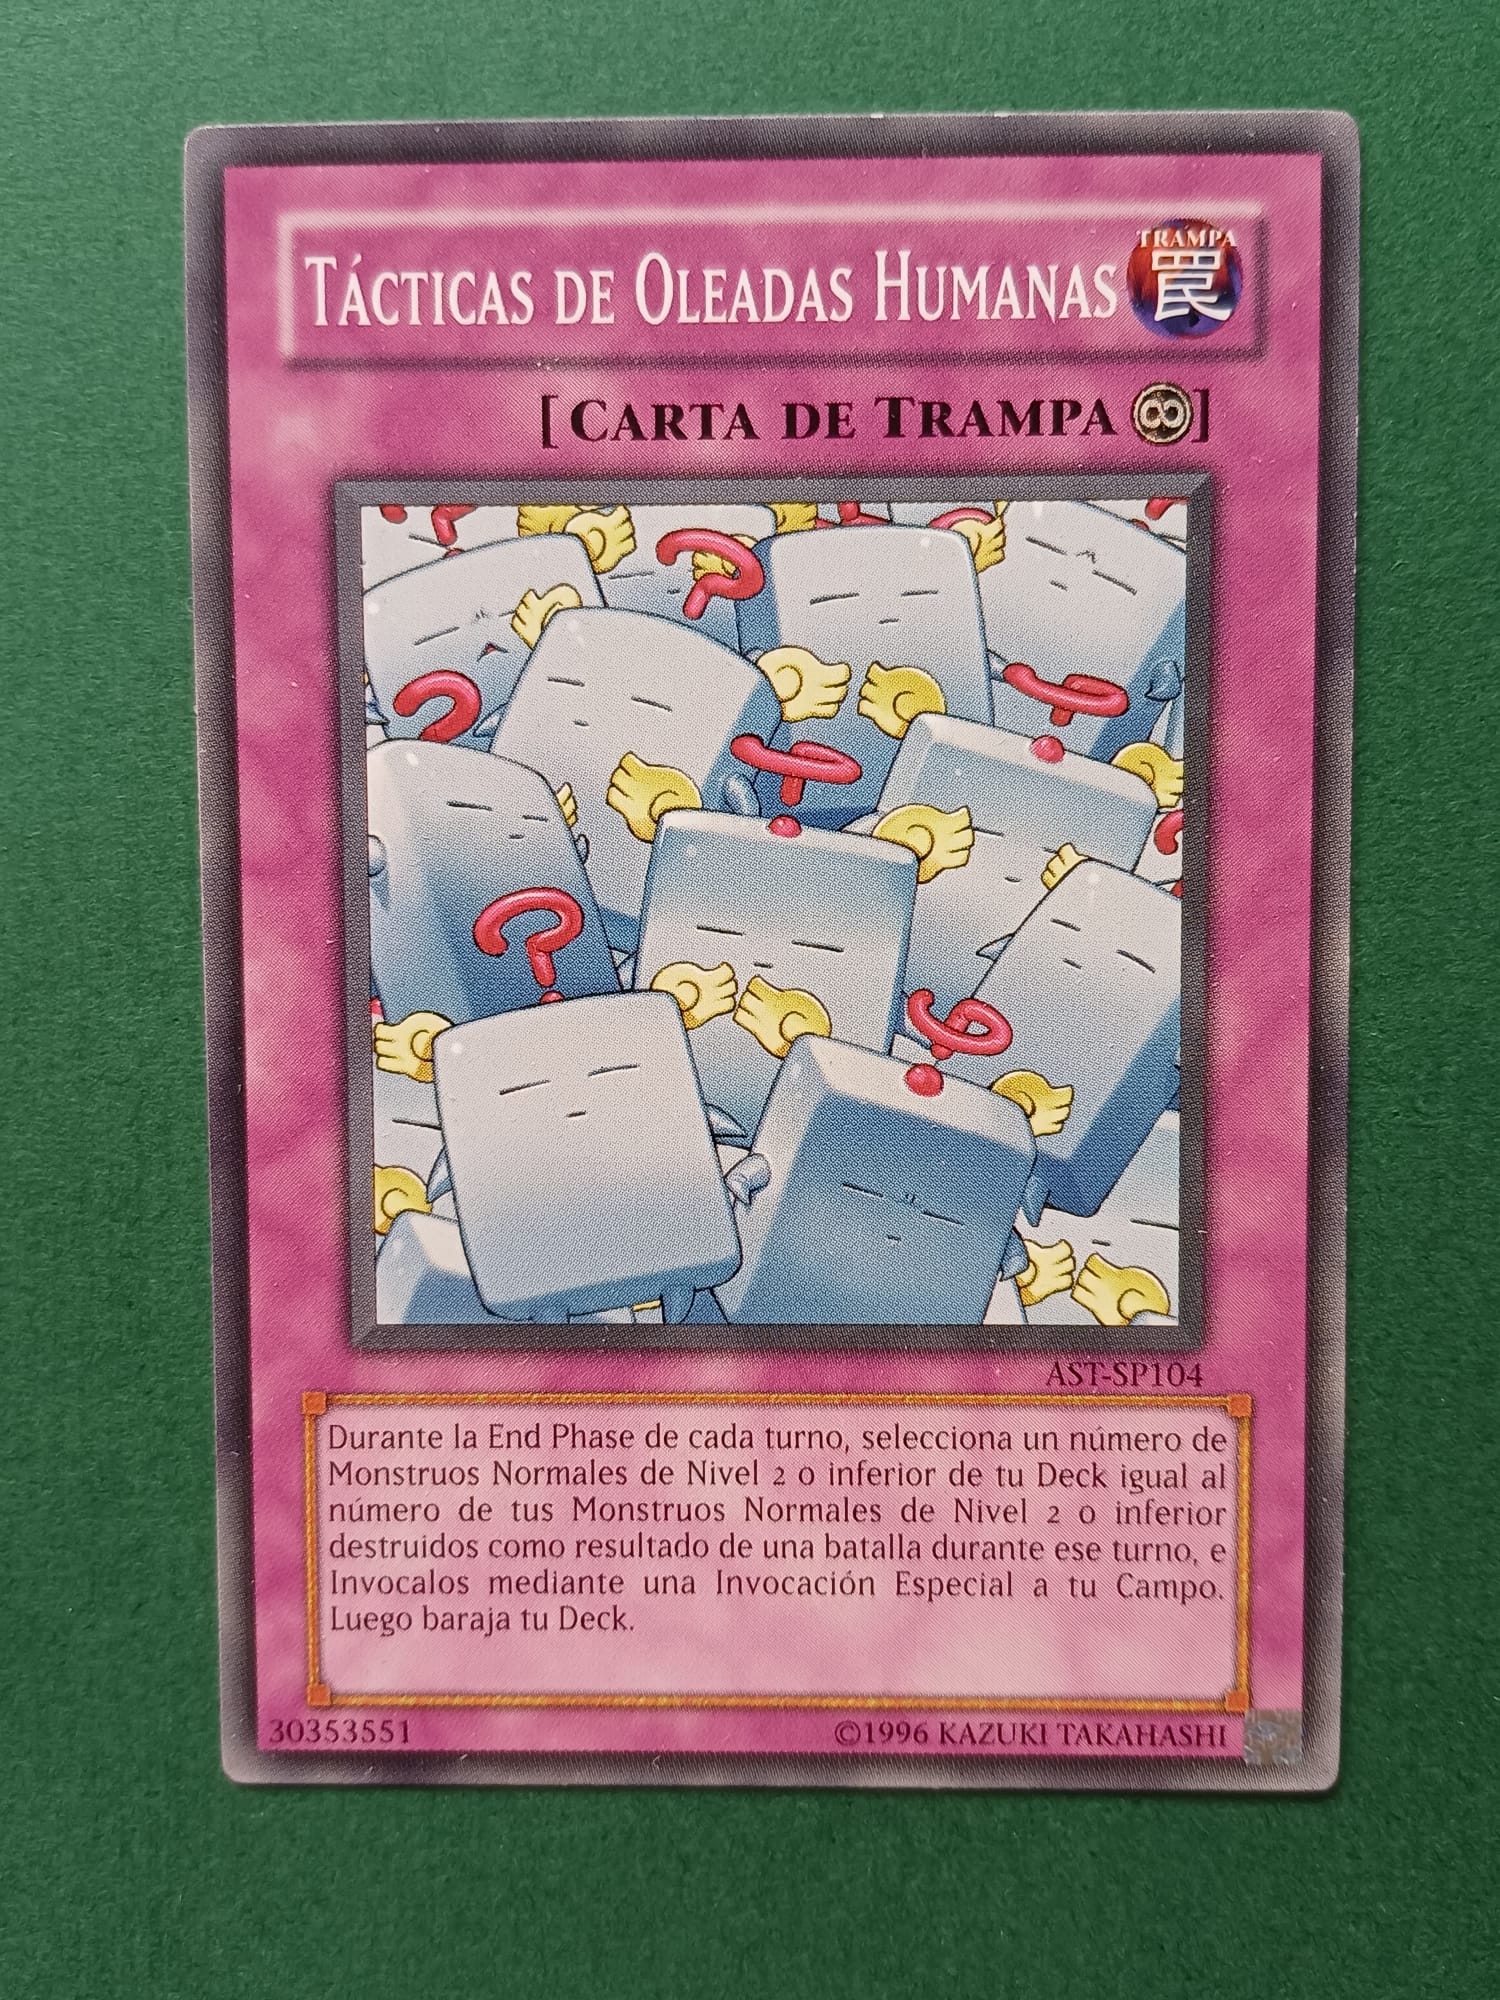 TÁCTICAS DE OLEADAS HUMANAS
TRAMPA
罠
[CARTA DE TRAMPA ∞]
AST-SP104
Durante la End Phase de cada turno, selecciona un número de
Monstruos Normales de Nivel 2 o inferior de tu Deck igual al
número de tus Monstruos Normales de Nivel 2 o inferior
destruidos como resultado de una batalla durante ese turno, e
Invocalos mediante una Invocación Especial a tu Campo.
Luego baraja tu Deck.
30353551
©1996 KAZUKI TAKAHASHI